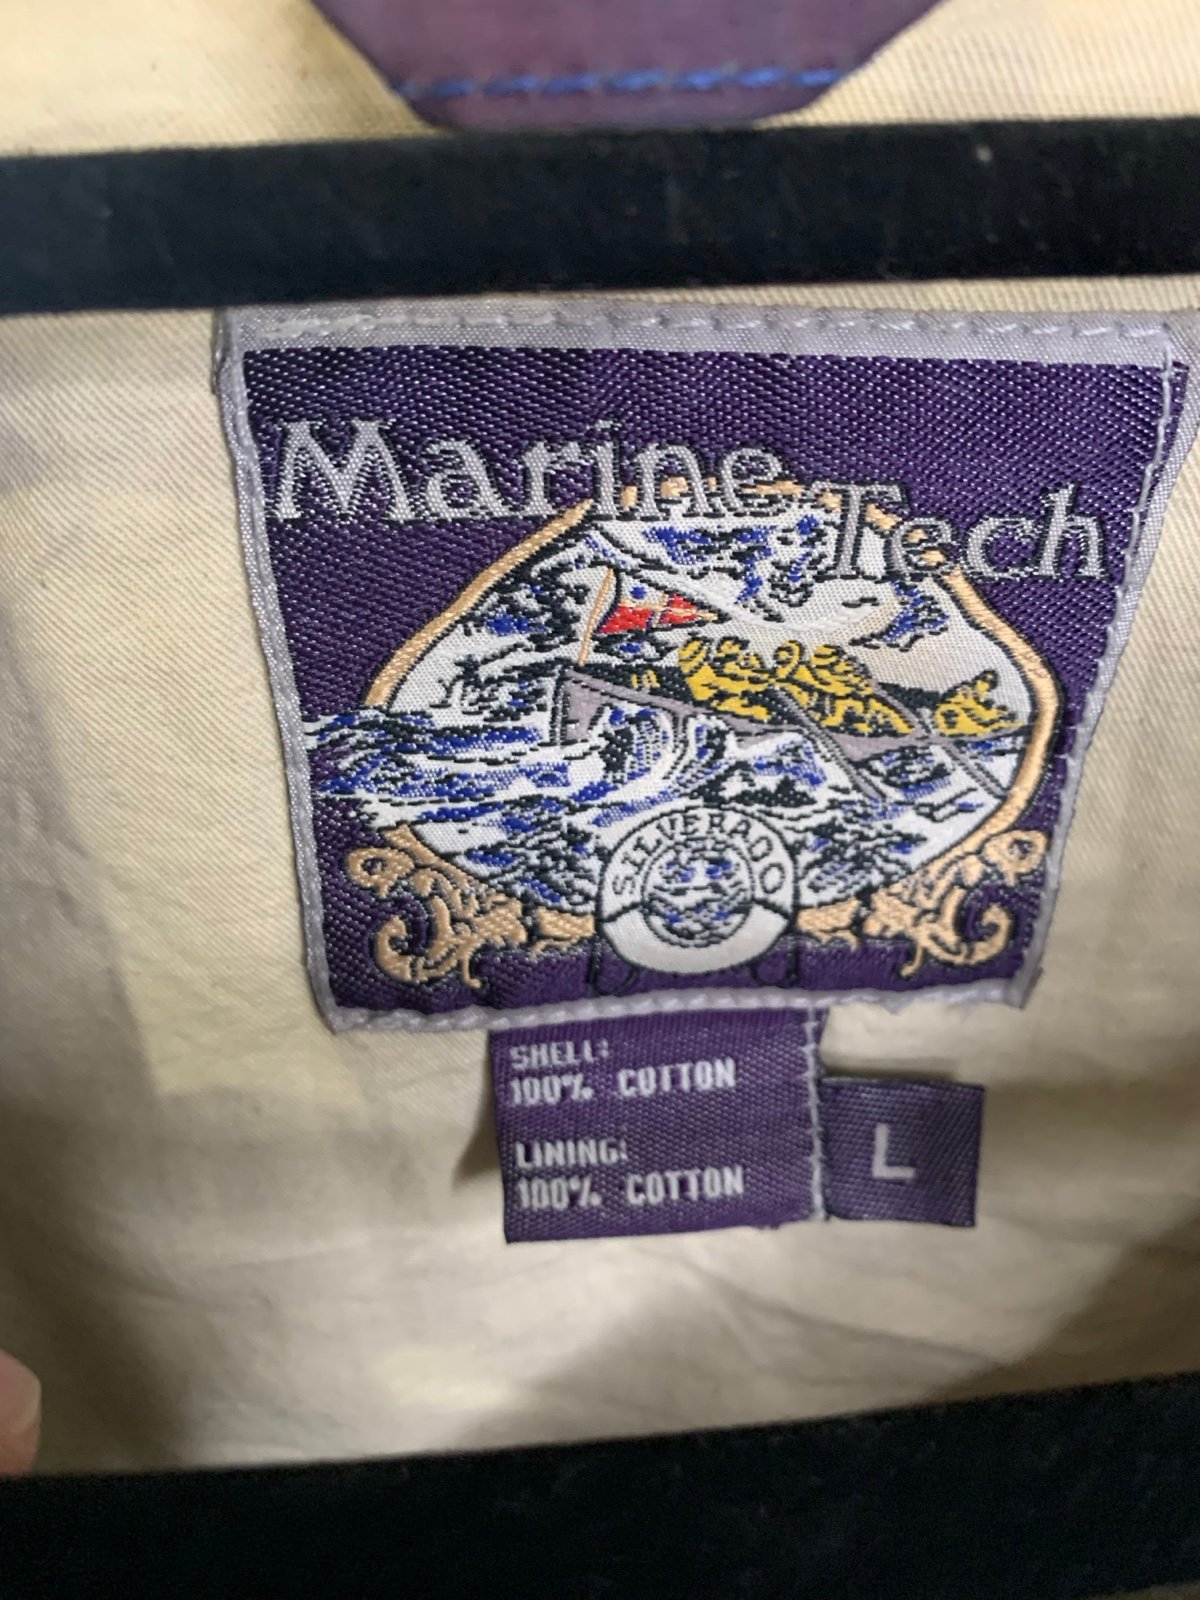 Marine Tech
SILVERADO
SHELL:
100% COTTON
LINING:
100% COTTON
L